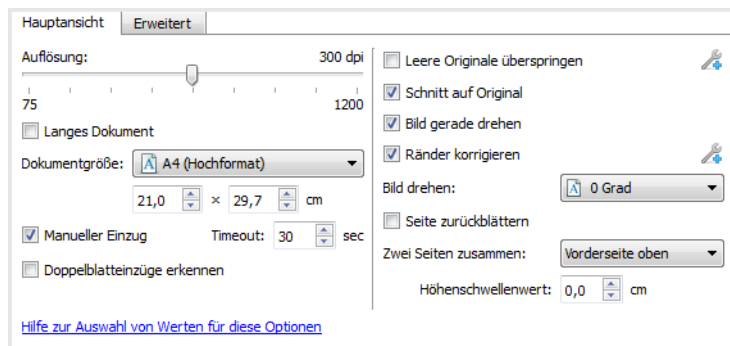 Hauptansicht
Erweitert
Auflösung: 300 dpi
75 1200
Langes Dokument
Dokumentgröße: A4 (Hochformat)
21,0 × 29,7 cm
Manueller Einzug Timeout: 30 sec
Doppelblatteinzüge erkennen
Hilfe zur Auswahl von Werten für diese Optionen
Leere Originale überspringen
Schnitt auf Original
Bild gerade drehen
Ränder korrigieren
Bild drehen: 0 Grad
Seite zurückblättern
Zwei Seiten zusammen: Vorderseite oben
Höhenschwellenwert: 0,0 cm